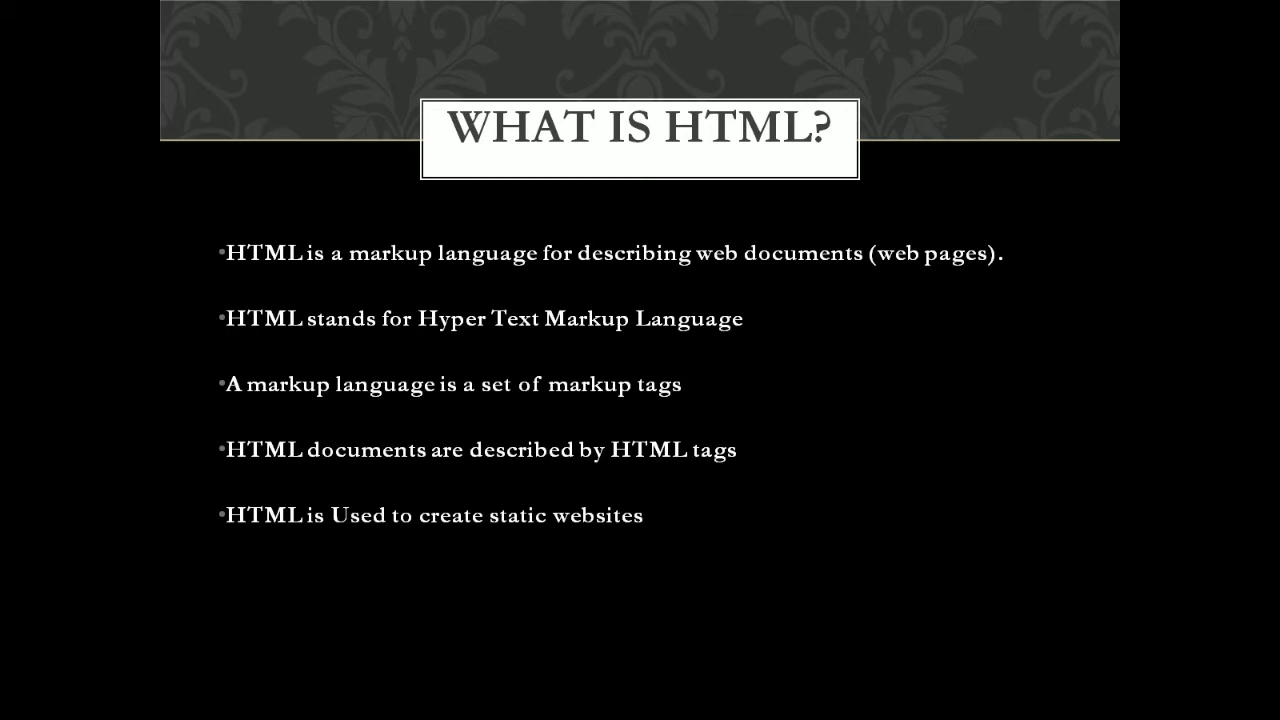 WHAT IS HTML?
•HTML is a markup language for describing web documents (web pages).
•HTML stands for Hyper Text Markup Language
•A markup language is a set of markup tags
•HTML documents are described by HTML tags
•HTML is Used to create static websites